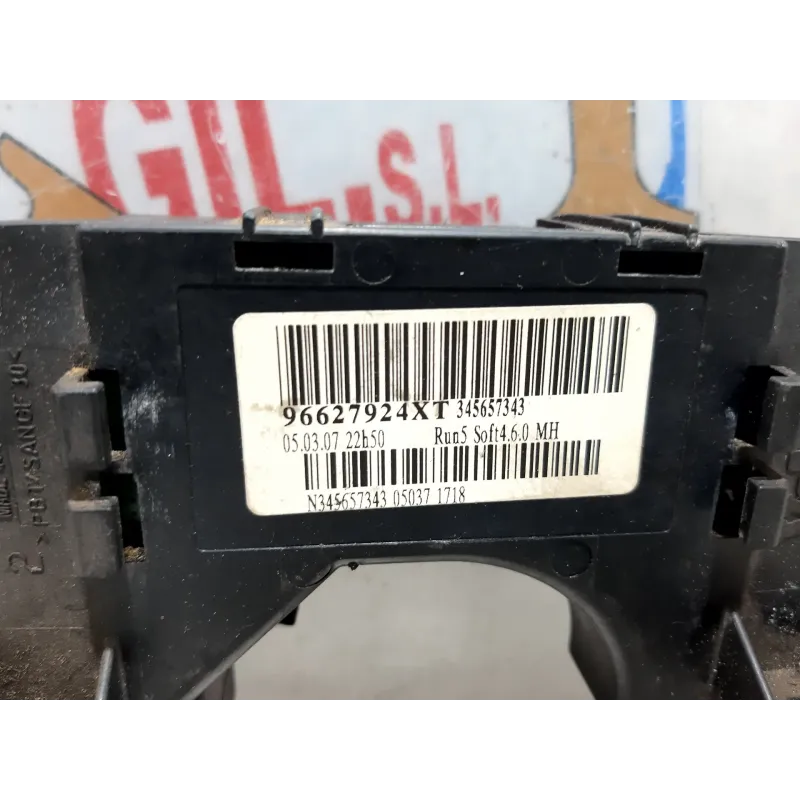 GIL S.L.
96627924XT 345657343
05.03.07 22h50 Run5 Soft4.6.0 MH
N345657343 05037 1718